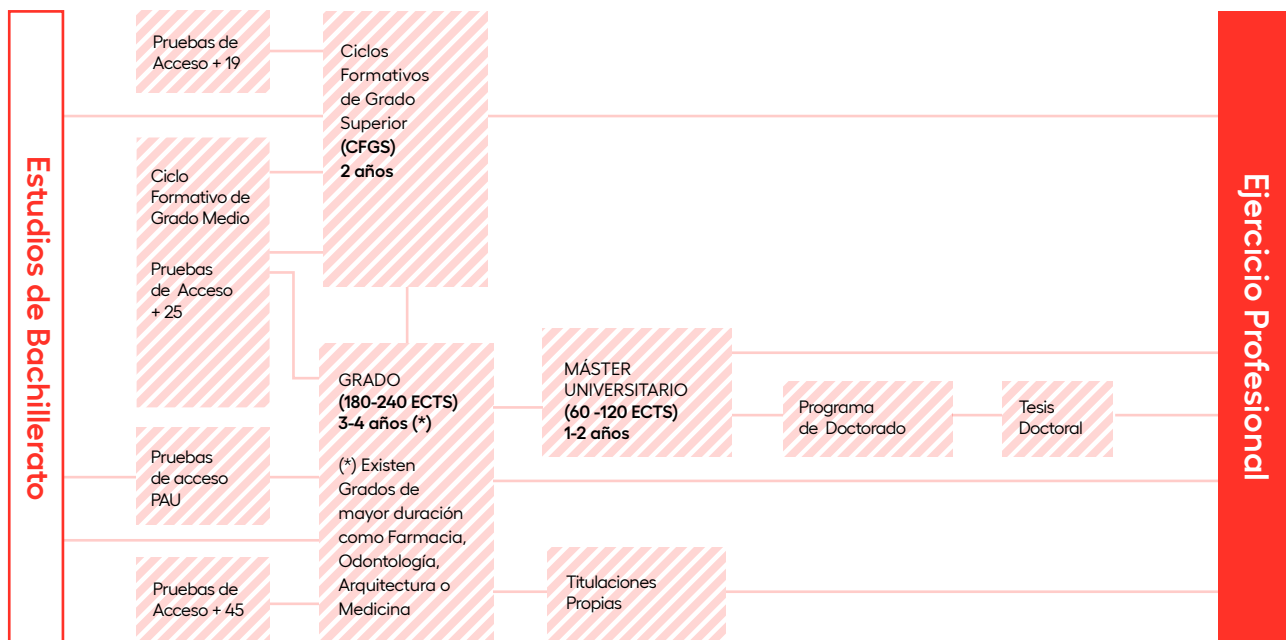 Estudios de Bachillerato
Pruebas de
Acceso + 19
Ciclos
Formativos
de Grado
Superior
(CFGS)
2 años
Ciclo
Formativo de
Grado Medio
Pruebas
de Acceso
+ 25
GRADO
(180-240 ECTS)
3-4 años (*)
(*) Existen
Grados de
mayor duración
como Farmacia,
Odontología,
Arquitectura o
Medicina
MÁSTER
UNIVERSITARIO
(60 -120 ECTS)
1-2 años
Programa
de Doctorado
Tesis
Doctoral
Pruebas
de acceso
PAU
Pruebas de
Acceso + 45
Titulaciones
Propias
Ejercicio Profesional